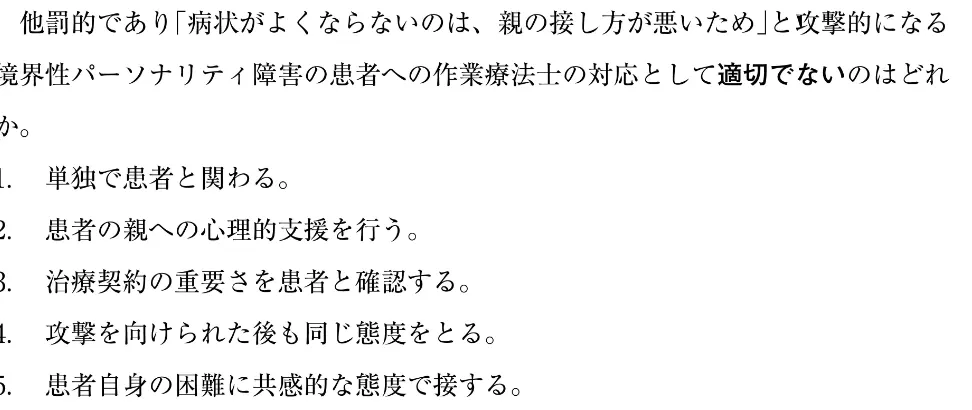 他罰的であり「病状がよくならないのは、親の接し方が悪いため」と攻撃的になる
境界性パーソナリティ障害の患者への作業療法士の対応として適切でないのはどれ
か。
1. 単独で患者と関わる。
2. 患者の親への心理的支援を行う。
3. 治療契約の重要さを患者と確認する。
4. 攻撃を向けられた後も同じ態度をとる。
5. 患者自身の困難に共感的な態度で接する。